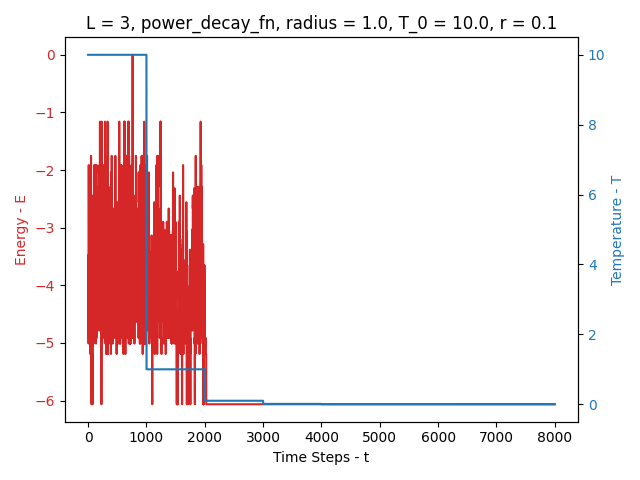 L = 3, power_decay_fn, radius = 1.0, T_0 = 10.0, r = 0.1
Energy - E
0
−1
−2
−3
−4
−5
−6
10
8
6
4
2
0
Temperature - T
0 1000 2000 3000 4000 5000 6000 7000 8000
Time Steps - t